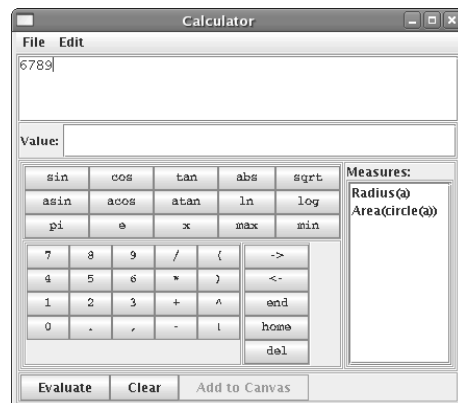 Calculator
File Edit
6789
Value:
sin cos tan abs sqrt
asin acos atan ln log
pi e x max min
7 8 9 / (
4 5 6 * )
1 2 3 + ^
0 . , -
->
<-
end
home
del
Measures:
Radius(a)
Area(circle(a))
Evaluate Clear Add to Canvas